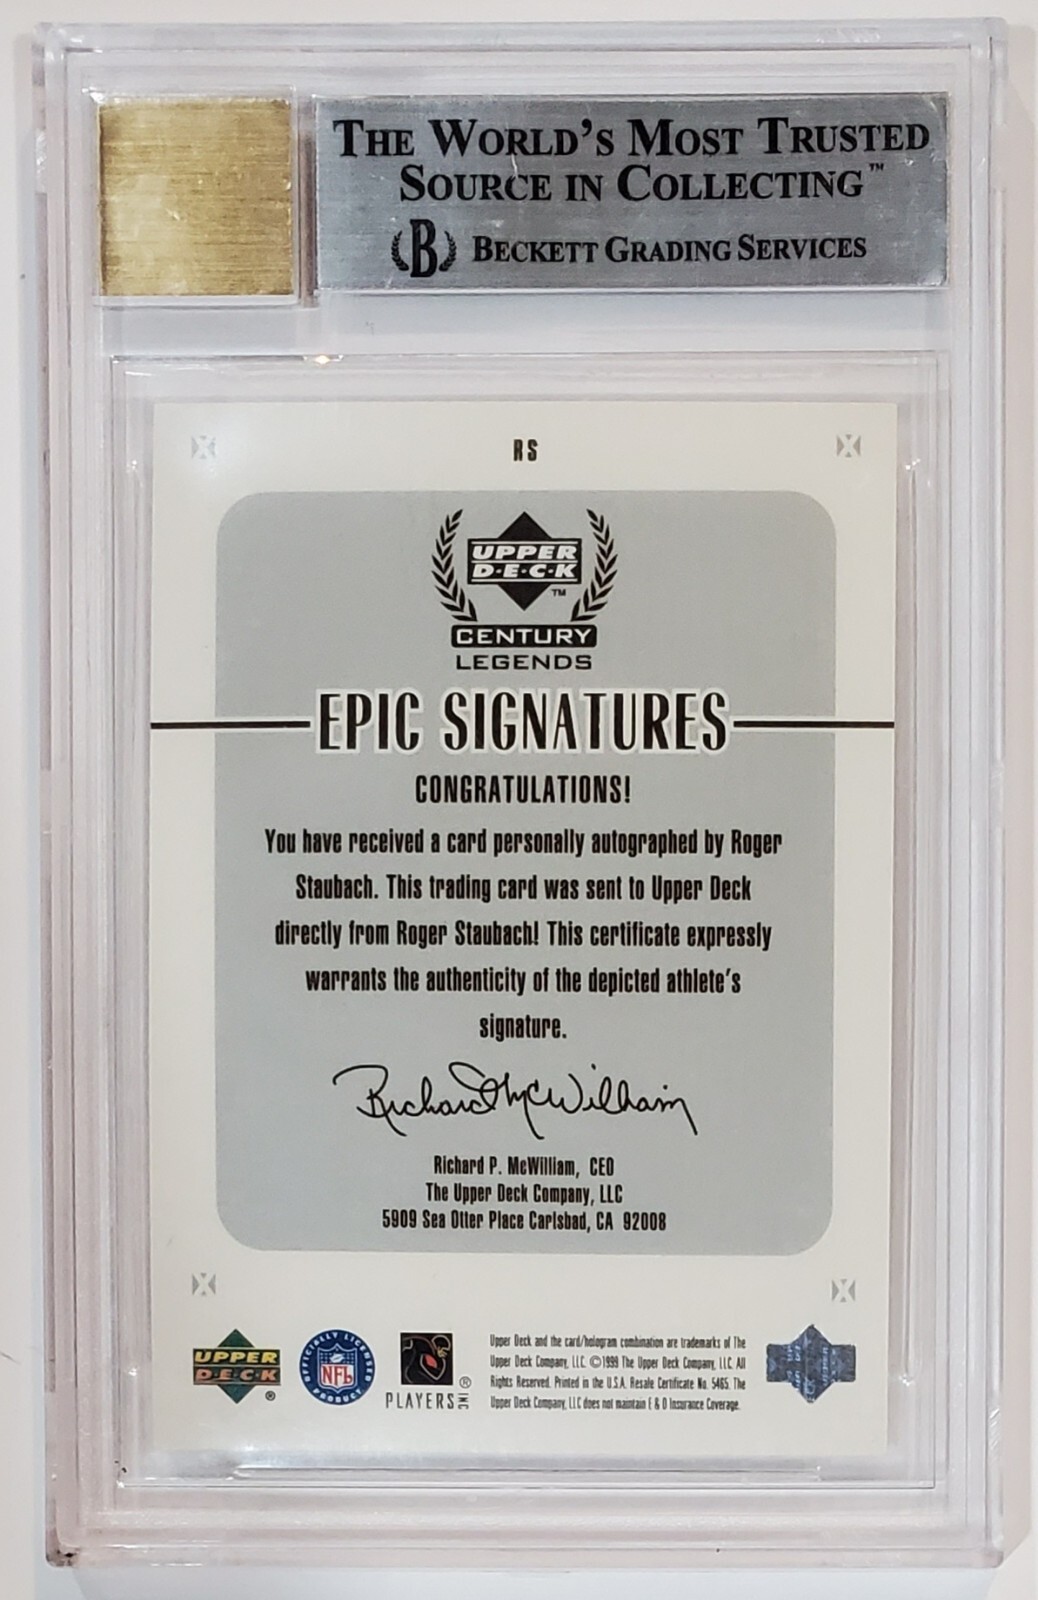 THE WORLD'S MOST TRUSTED
SOURCE IN COLLECTING™
B BECKETT GRADING SERVICES
RS
UPPER
D·E·C·K
™
CENTURY
LEGENDS
EPIC SIGNATURES
CONGRATULATIONS!
You have received a card personally autographed by Roger
Staubach. This trading card was sent to Upper Deck
directly from Roger Staubach! This certificate expressly
warrants the authenticity of the depicted athlete's
signature.
Richard McWilliam
Richard P. McWilliam, CEO
The Upper Deck Company, LLC
5909 Sea Otter Place Carlsbad, CA 92008
UPPER
DECK®
OFFICIALLY LICENSED
NFL
PRODUCT
PLAYERS INC®
Upper Deck and the card/hologram combination are trademarks of The
Upper Deck Company, LLC. ©1999 The Upper Deck Company, LLC. All
Rights Reserved. Printed in the U.S.A. Resale Certificate No. 5465. The
Upper Deck Company, LLC does not maintain E & O Insurance Coverage.